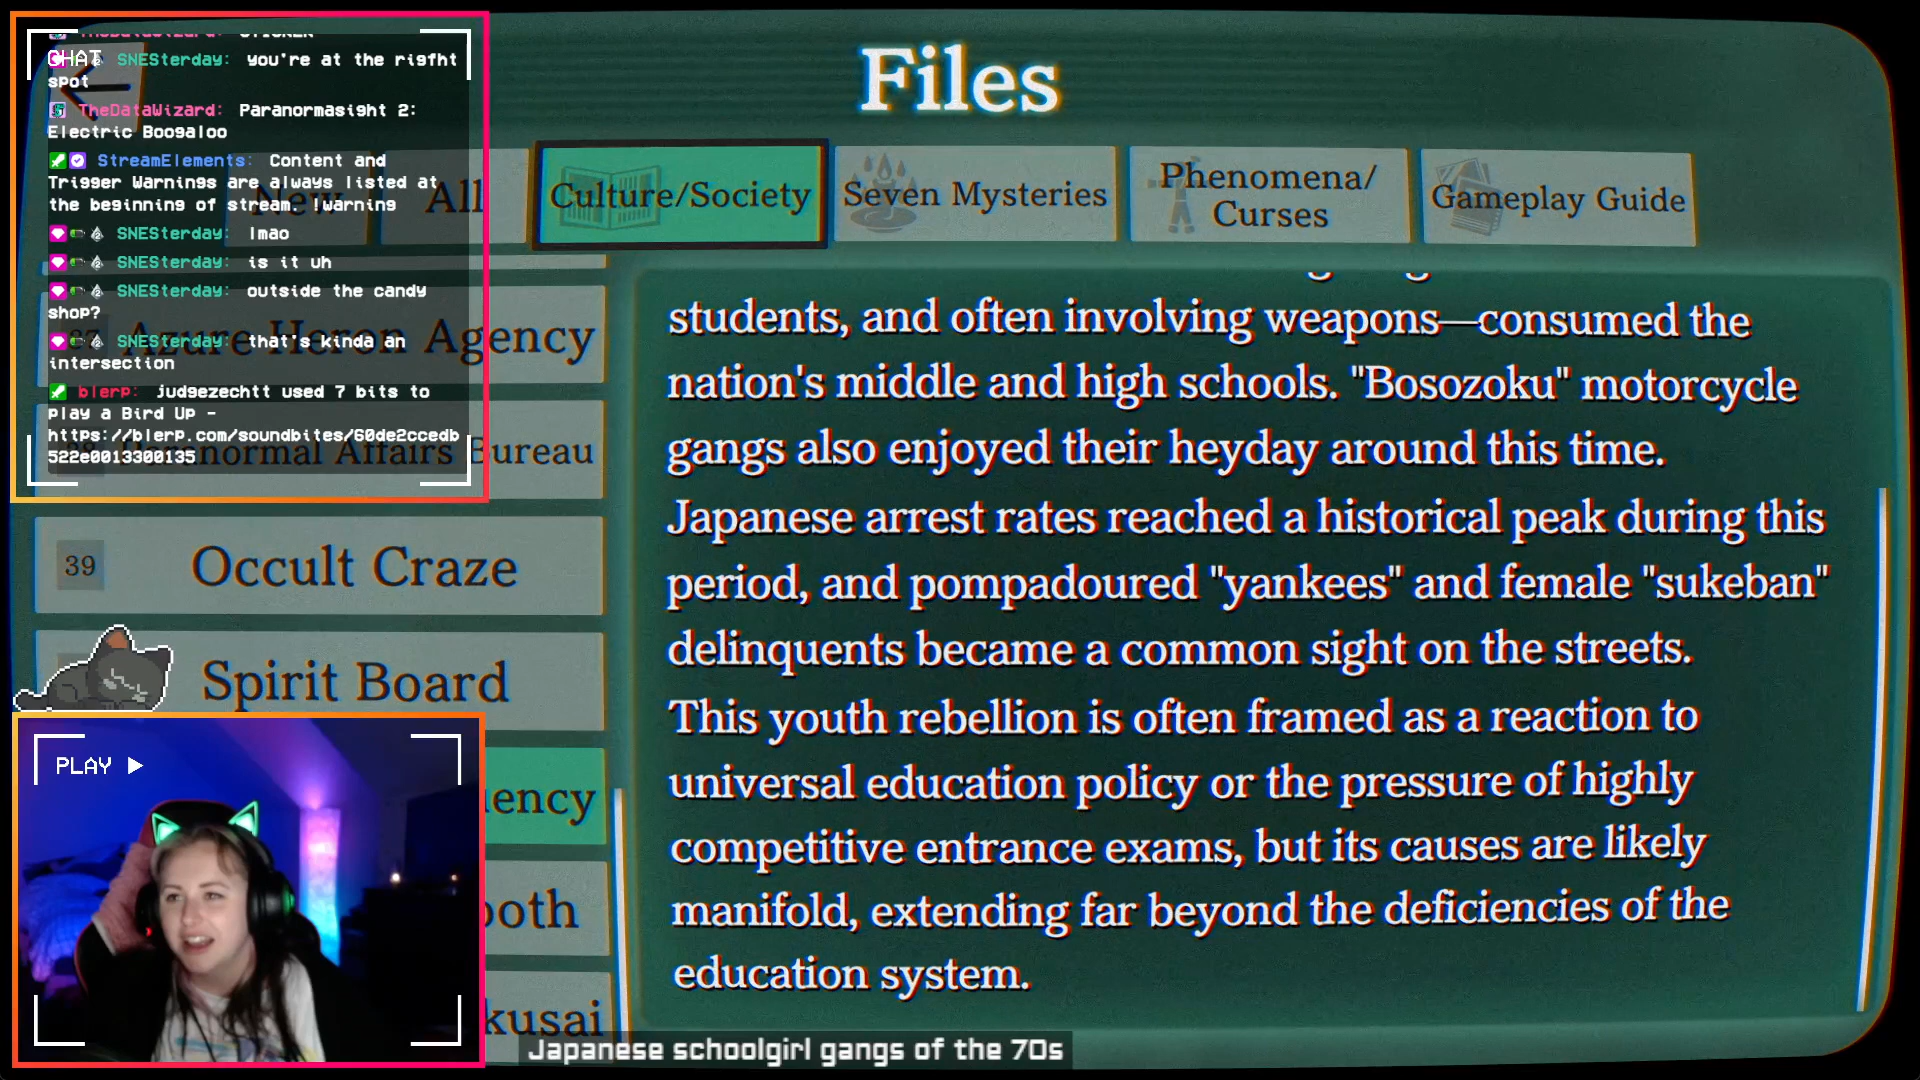 CHAT
SNESterday: you're at the rigfht
spot
TheDataWizard: Paranormasight 2:
Electric Boogaloo
StreamElements: Content and
Trigger Warnings are always listed at
the beginning of stream. !warning
SNESterday: lmao
SNESterday: is it uh
SNESterday: outside the candy
shop?
SNESterday: that's kinda an
intersection
blerp: judgezechtt used 7 bits to
play a Bird Up -
https://blerp.com/soundbites/60de2ccedb
522e0013300135
Files
New
All
Culture/Society
Seven Mysteries
Phenomena/
Curses
Gameplay Guide
Azure Heron Agency
Paranormal Affairs Bureau
39
Occult Craze
Spirit Board
PLAY
students, and often involving weapons—consumed the
nation's middle and high schools. "Bosozoku" motorcycle
gangs also enjoyed their heyday around this time.
Japanese arrest rates reached a historical peak during this
period, and pompadoured "yankees" and female "sukeban"
delinquents became a common sight on the streets.
This youth rebellion is often framed as a reaction to
universal education policy or the pressure of highly
competitive entrance exams, but its causes are likely
manifold, extending far beyond the deficiencies of the
education system.
Japanese schoolgirl gangs of the 70s